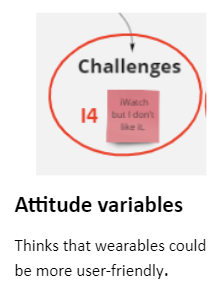 Challenges
I4
iWatch
but I don't
like it.
Attitude variables
Thinks that wearables could
be more user-friendly.